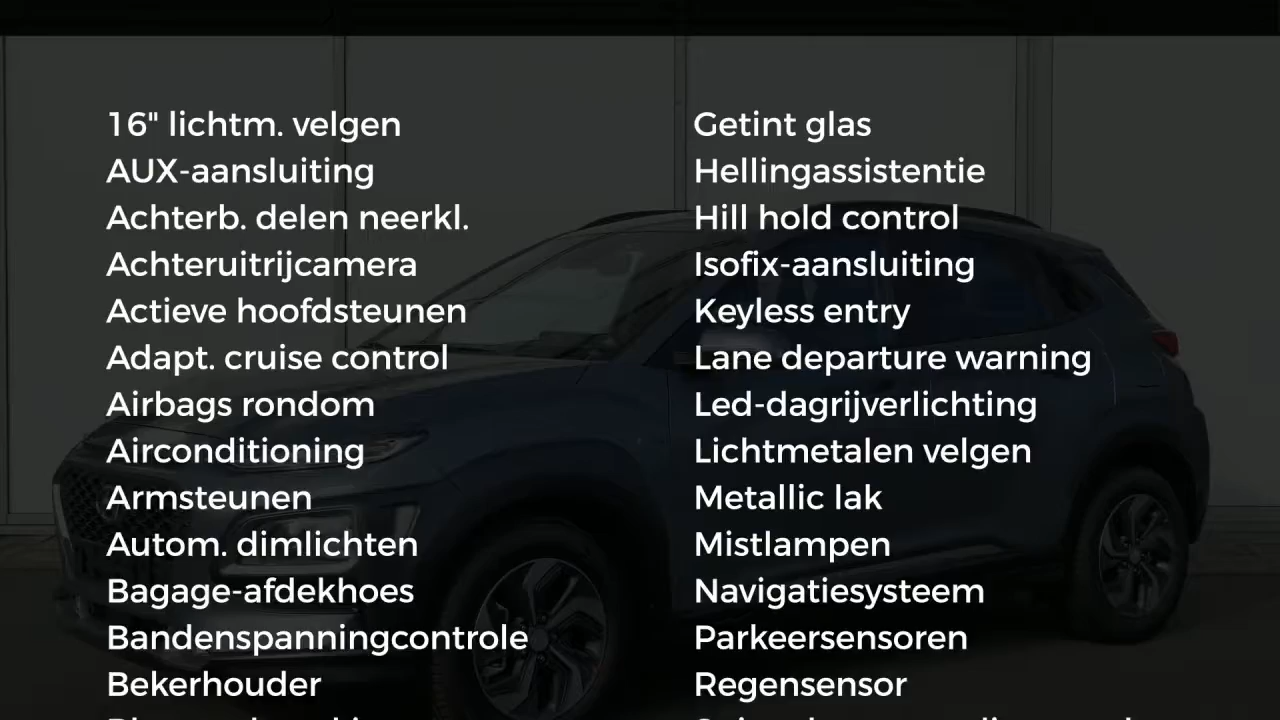 16" lichtm. velgen
AUX-aansluiting
Achterb. delen neerkl.
Achteruitrijcamera
Actieve hoofdsteunen
Adapt. cruise control
Airbags rondom
Airconditioning
Armsteunen
Autom. dimlichten
Bagage-afdekhoes
Bandenspanningcontrole
Bekerhouder
Getint glas
Hellingassistentie
Hill hold control
Isofix-aansluiting
Keyless entry
Lane departure warning
Led-dagrijverlichting
Lichtmetalen velgen
Metallic lak
Mistlampen
Navigatiesysteem
Parkeersensoren
Regensensor